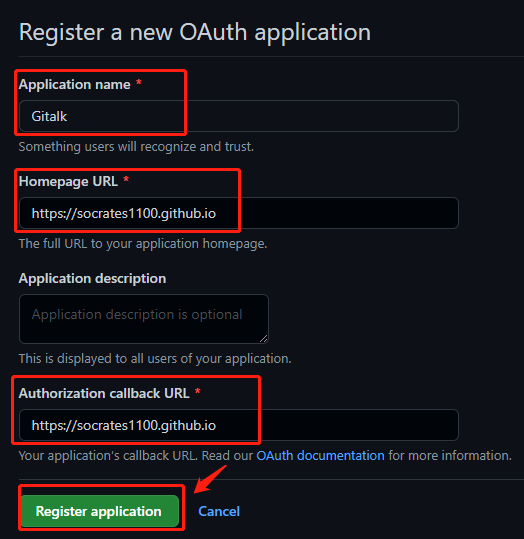 Register a new OAuth application
Application name *
Gitalk
Something users will recognize and trust.
Homepage URL *
https://socrates1100.github.io
The full URL to your application homepage.
Application description
Application description is optional
This is displayed to all users of your application.
Authorization callback URL *
https://socrates1100.github.io
Your application's callback URL. Read our OAuth documentation for more information.
Register application Cancel